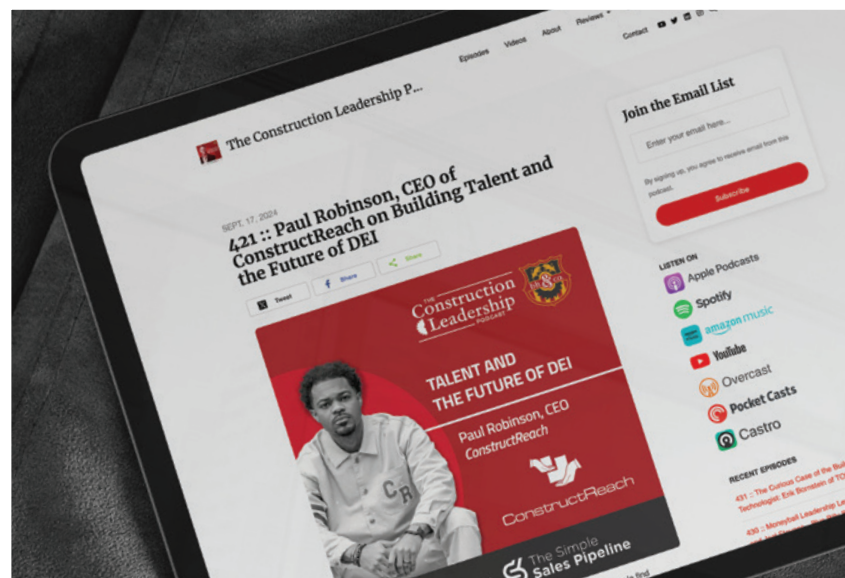 Episodes Videos About Reviews
Contact
The Construction Leadership P...
SEPT. 17, 2024
421 :: Paul Robinson, CEO of
ConstructReach on Building Talent and
the Future of DEI
Tweet
Share
Share
THE
Construction
Leadership
PODCAST
TALENT AND
THE FUTURE OF DEI
Paul Robinson, CEO
ConstructReach
CR
ConstructReach
The Simple
Sales Pipeline
Join the Email List
Enter your email here...
By signing up, you agree to receive email from this
podcast.
Subscribe
LISTEN ON
Apple Podcasts
Spotify
amazon music
YouTube
Overcast
Pocket Casts
Castro
RECENT EPISODES
431 :: The Curious Case of the
Technologist: Erik Bornstein of
430 :: Moneyball Leadership